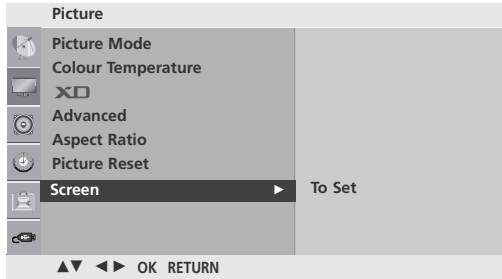 Picture
Picture Mode
Colour Temperature
XD
Advanced
Aspect Ratio
Picture Reset
Screen ► To Set
▲▼ ◄ ► OK RETURN